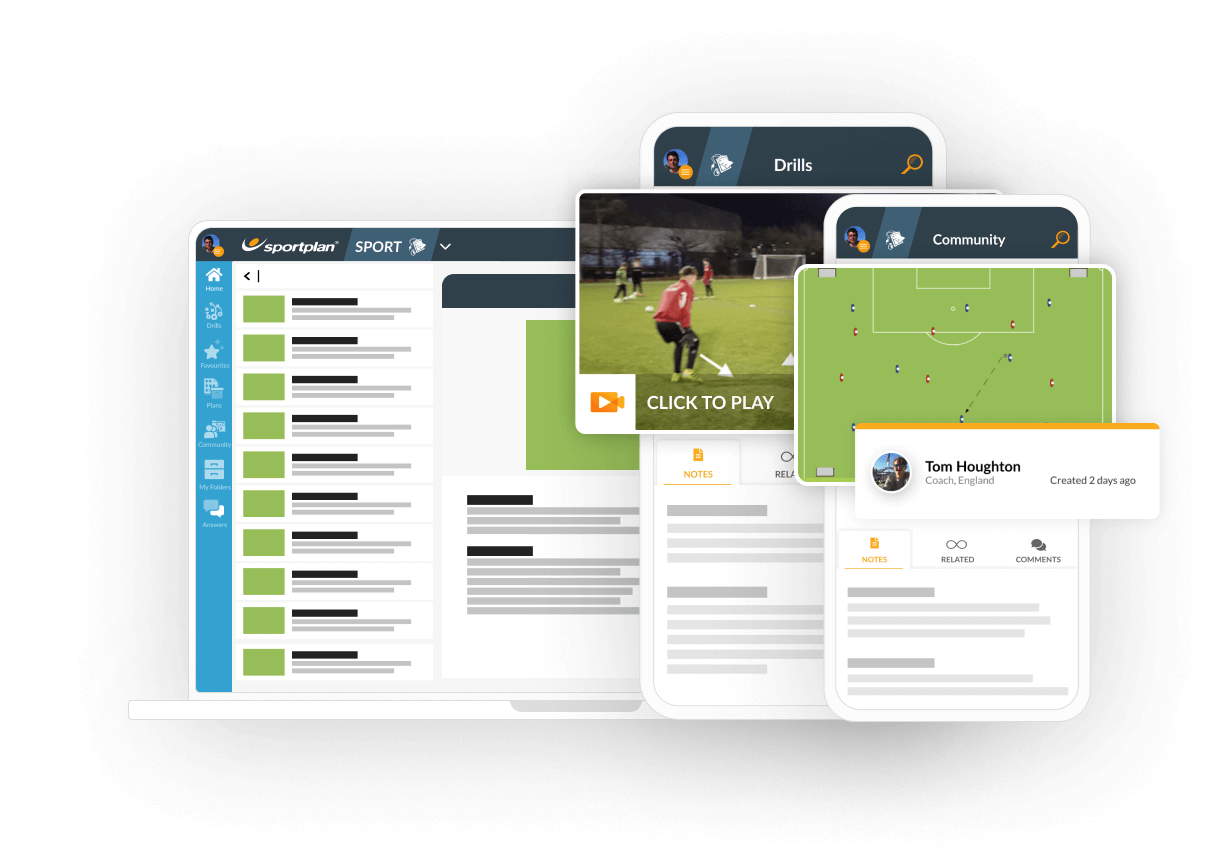 sportplan®
SPORT
Home
Drills
Favourites
Plans
Community
My Folders
Answers
Drills
CLICK TO PLAY
NOTES
Community
Tom Houghton
Coach, England
Created 2 days ago
NOTES
RELATED
COMMENTS